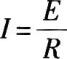 I = E/R